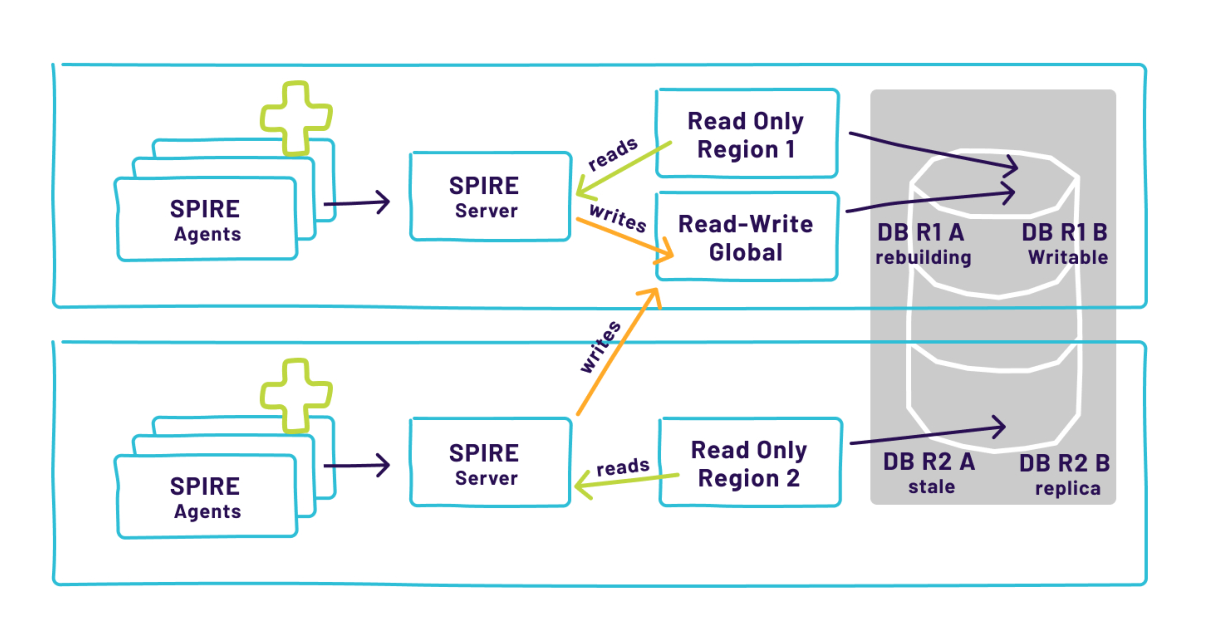 SPIRE
Agents
SPIRE
Server
reads
writes
Read Only
Region 1
Read-Write
Global
DB R1 A
rebuilding
DB R1 B
Writable
writes
SPIRE
Agents
SPIRE
Server
reads
Read Only
Region 2
DB R2 A
stale
DB R2 B
replica